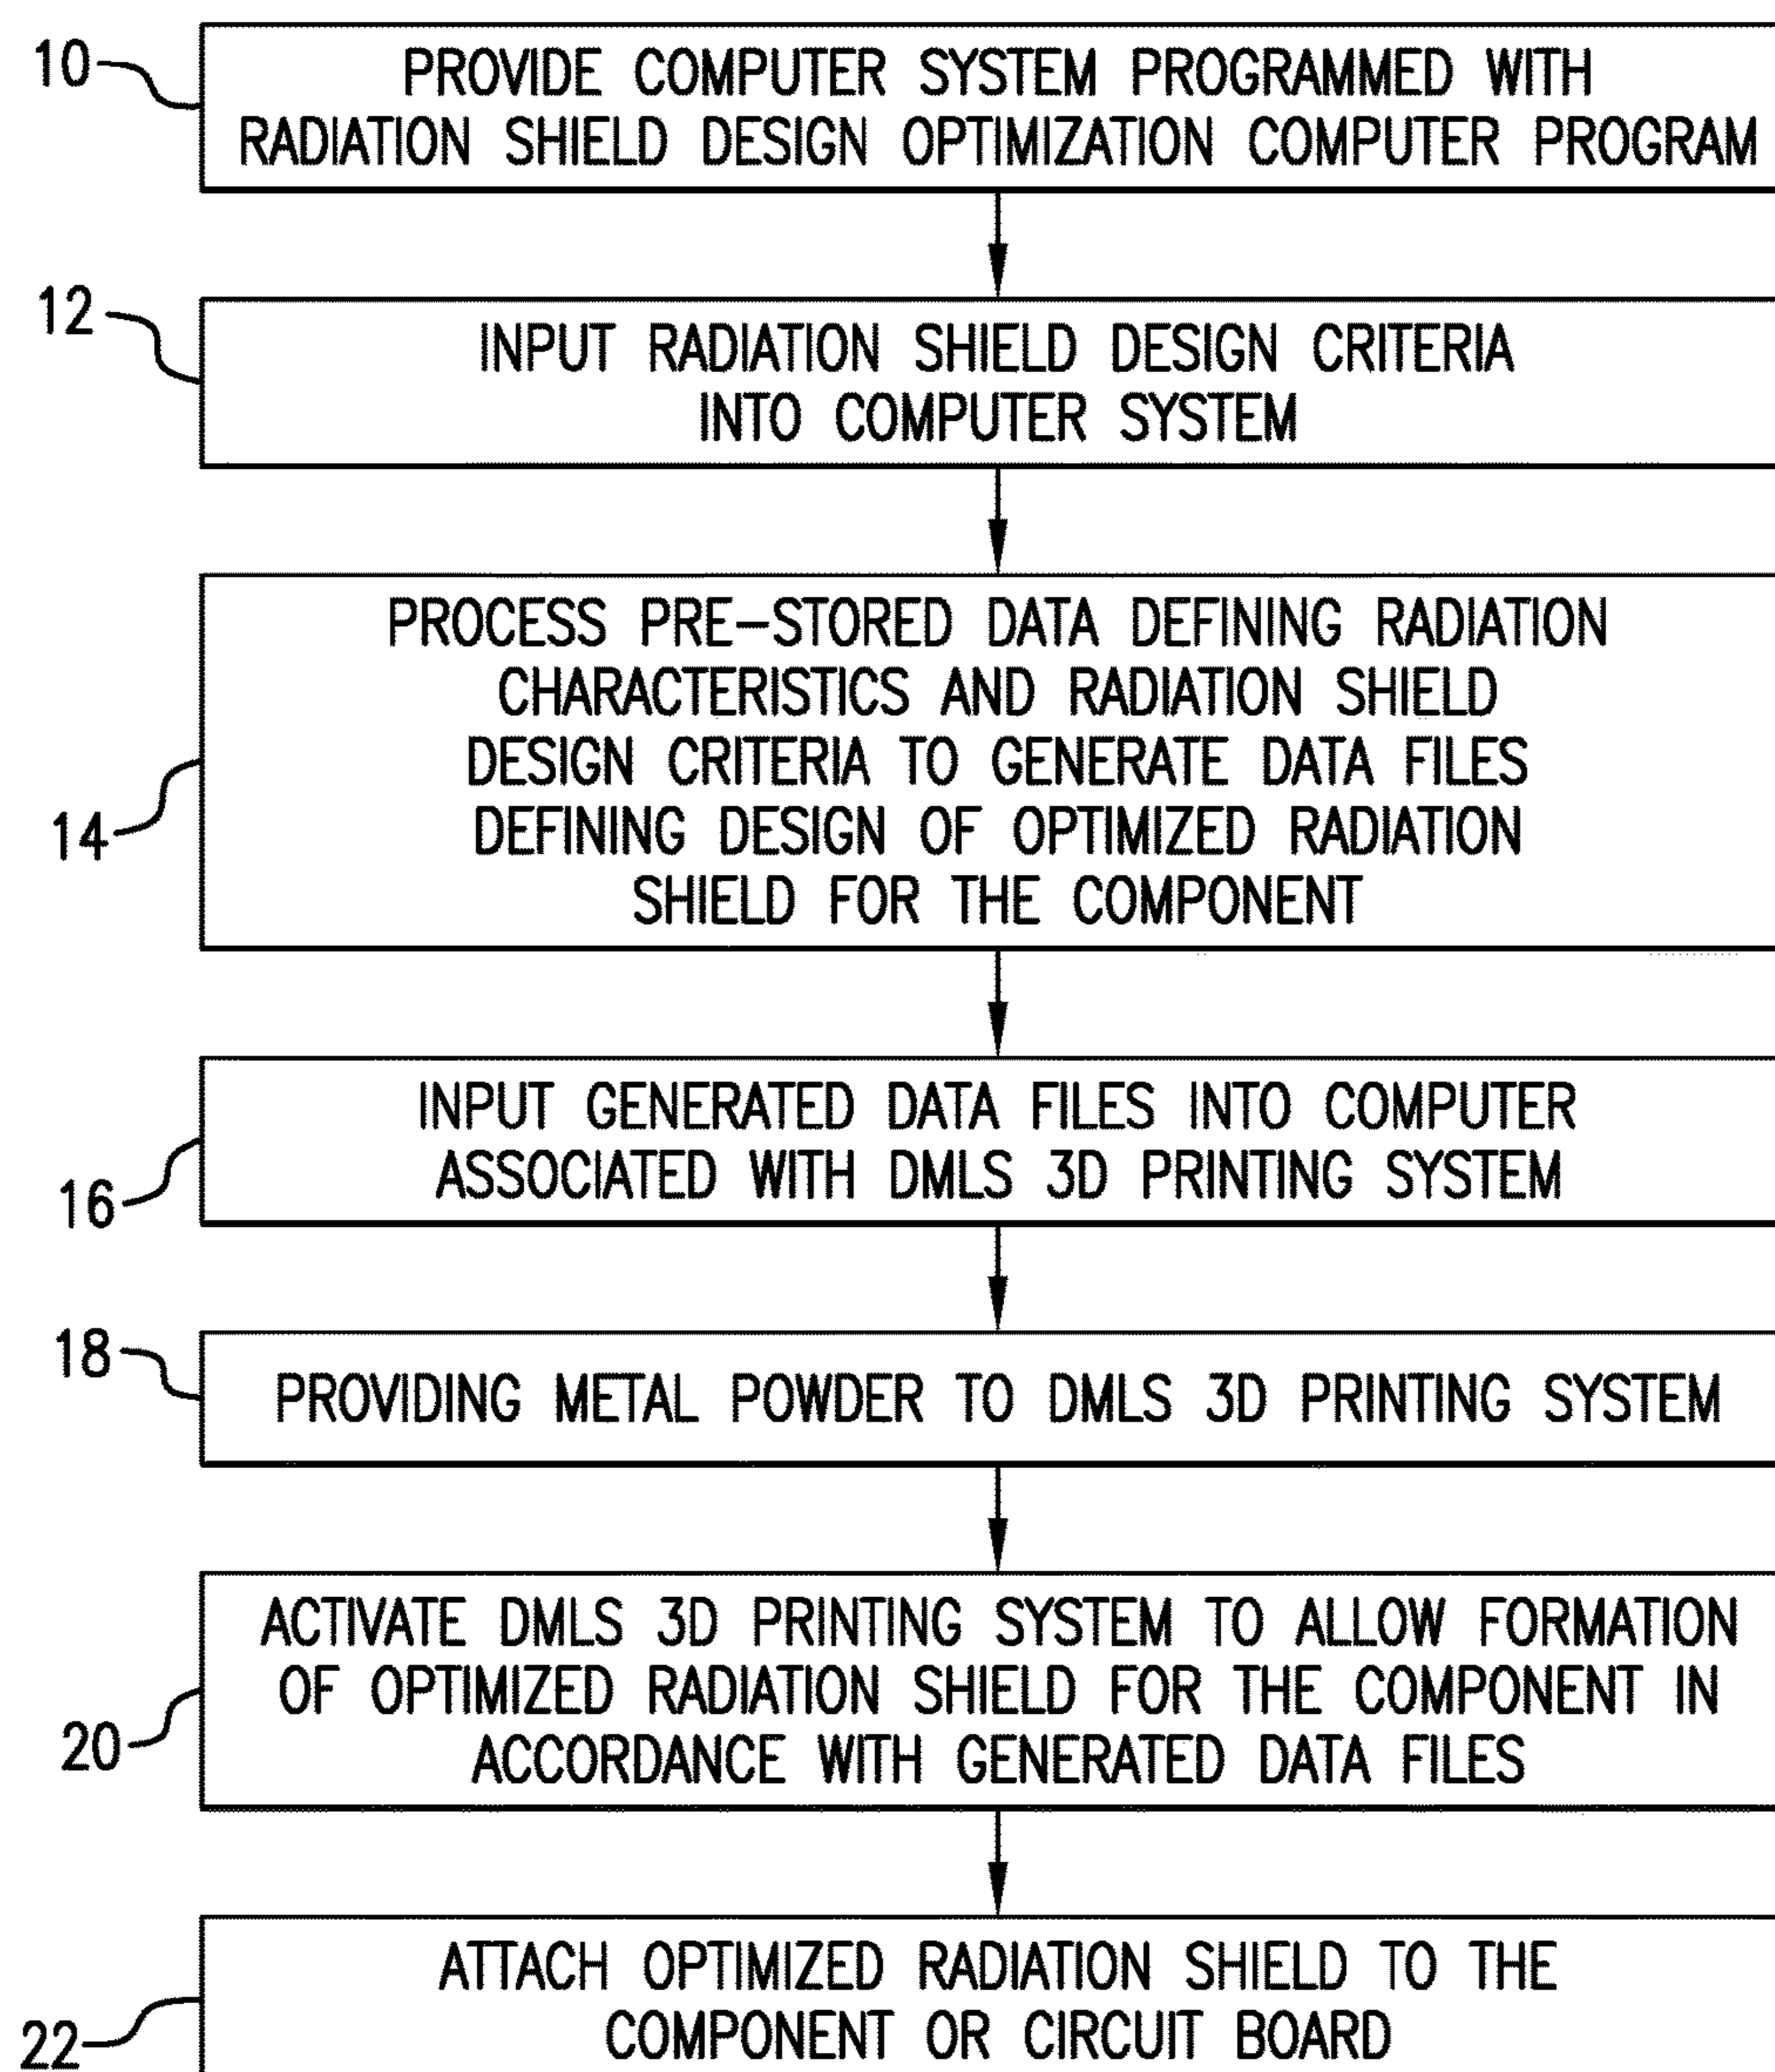 10
PROVIDE COMPUTER SYSTEM PROGRAMMED WITH
RADIATION SHIELD DESIGN OPTIMIZATION COMPUTER PROGRAM
12
INPUT RADIATION SHIELD DESIGN CRITERIA
INTO COMPUTER SYSTEM
14
PROCESS PRE-STORED DATA DEFINING RADIATION
CHARACTERISTICS AND RADIATION SHIELD
DESIGN CRITERIA TO GENERATE DATA FILES
DEFINING DESIGN OF OPTIMIZED RADIATION
SHIELD FOR THE COMPONENT
16
INPUT GENERATED DATA FILES INTO COMPUTER
ASSOCIATED WITH DMLS 3D PRINTING SYSTEM
18
PROVIDING METAL POWDER TO DMLS 3D PRINTING SYSTEM
20
ACTIVATE DMLS 3D PRINTING SYSTEM TO ALLOW FORMATION
OF OPTIMIZED RADIATION SHIELD FOR THE COMPONENT IN
ACCORDANCE WITH GENERATED DATA FILES
22
ATTACH OPTIMIZED RADIATION SHIELD TO THE
COMPONENT OR CIRCUIT BOARD